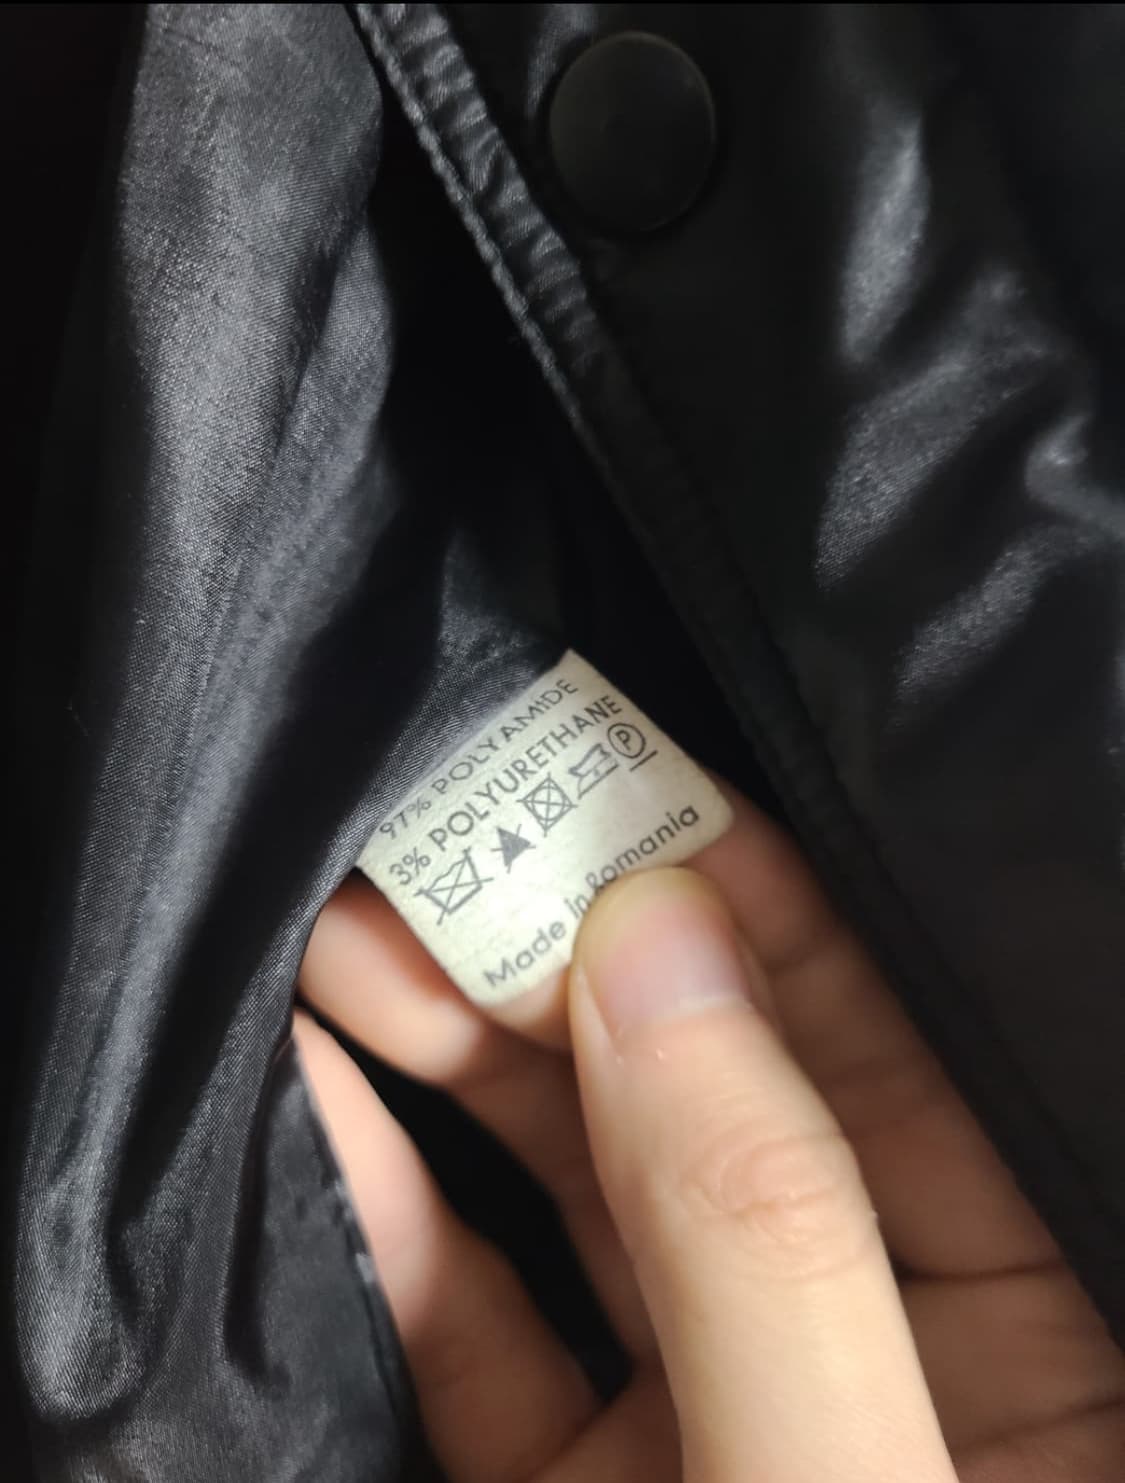 97% POLYAMIDE
3% POLYURETHANE
P
Made in Romania